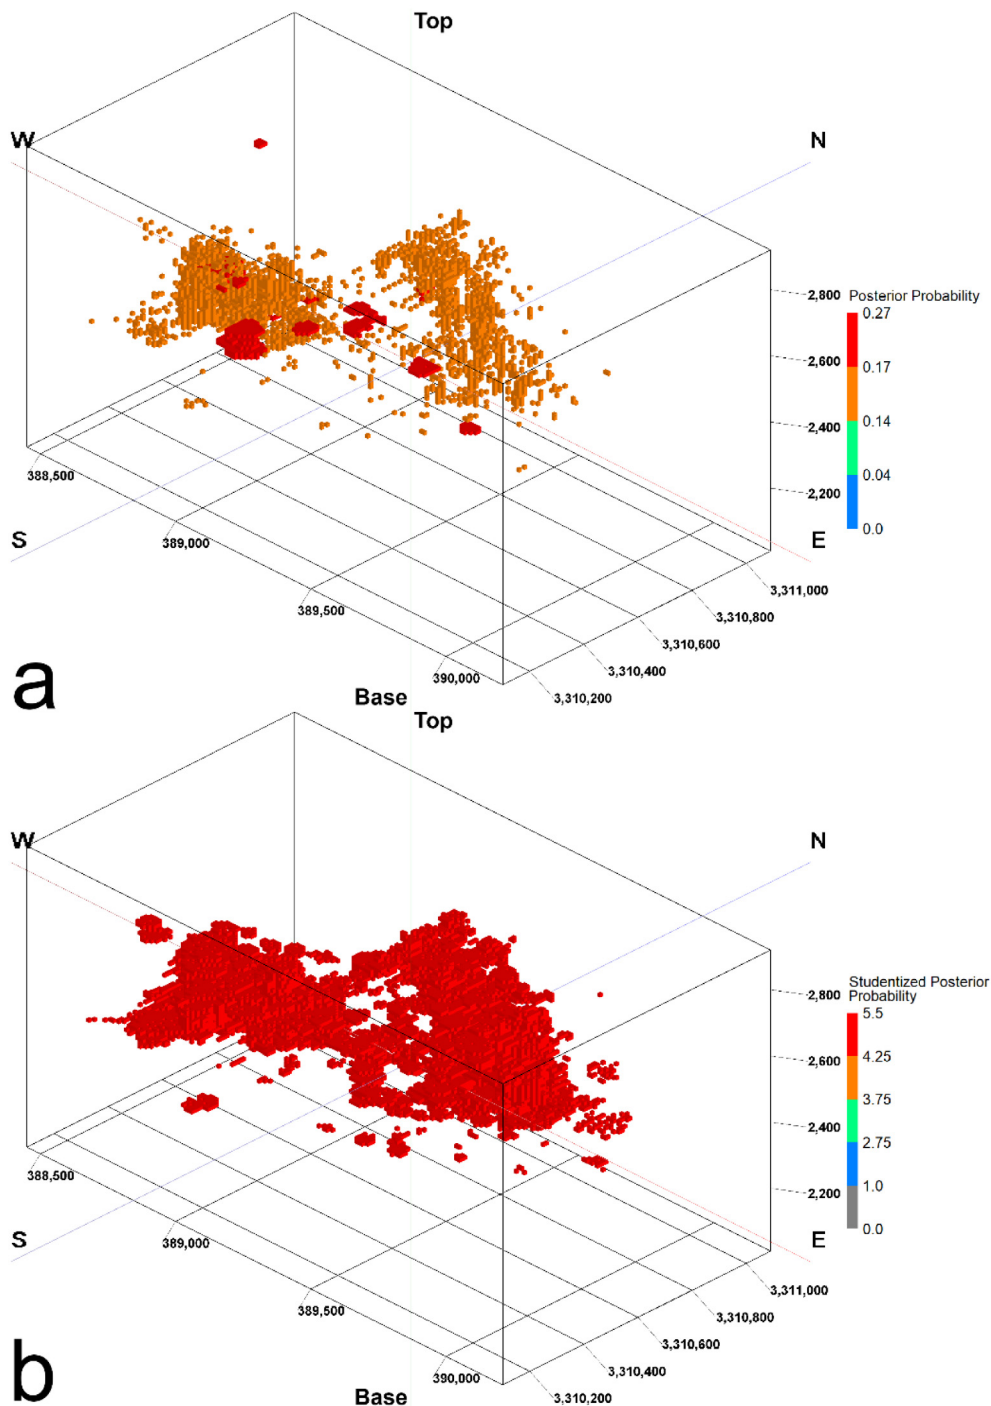 Top
W
N
2,800
Posterior Probability
0.27
2,600
0.17
2,400
0.14
0.04
2,200
0.0
388,500
S
389,000
E
3,311,000
389,500
3,310,800
3,310,600
3,310,400
390,000
3,310,200
a
Base
Top
W
N
Studentized Posterior
Probability
2,800
5.5
2,600
4.25
3.75
2,400
2.75
2,200
1.0
0.0
388,500
S
389,000
E
3,311,000
389,500
3,310,800
3,310,600
3,310,400
390,000
3,310,200
b
Base